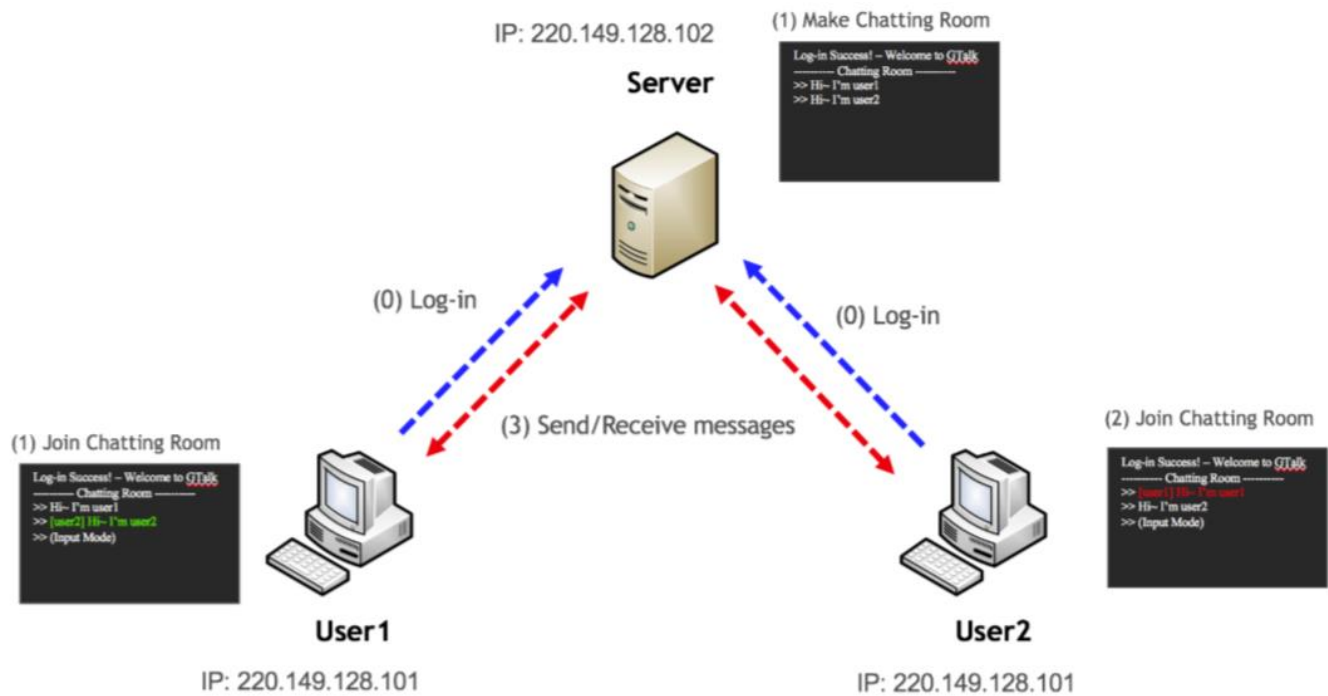 IP: 220.149.128.102
Server
(1) Make Chatting Room
Log-in Success! – Welcome to GTalk
----------- Chatting Room -----------
>> Hi~ I'm user1
>> Hi~ I'm user2
(0) Log-in
(0) Log-in
(3) Send/Receive messages
(1) Join Chatting Room
Log-in Success! – Welcome to GTalk
----------- Chatting Room -----------
>> Hi~ I'm user1
>> [user2] Hi~ I'm user2
>> (Input Mode)
User1
IP: 220.149.128.101
(2) Join Chatting Room
Log-in Success! – Welcome to GTalk
----------- Chatting Room -----------
>> [user1] Hi~ I'm user1
>> Hi~ I'm user2
>> (Input Mode)
User2
IP: 220.149.128.101